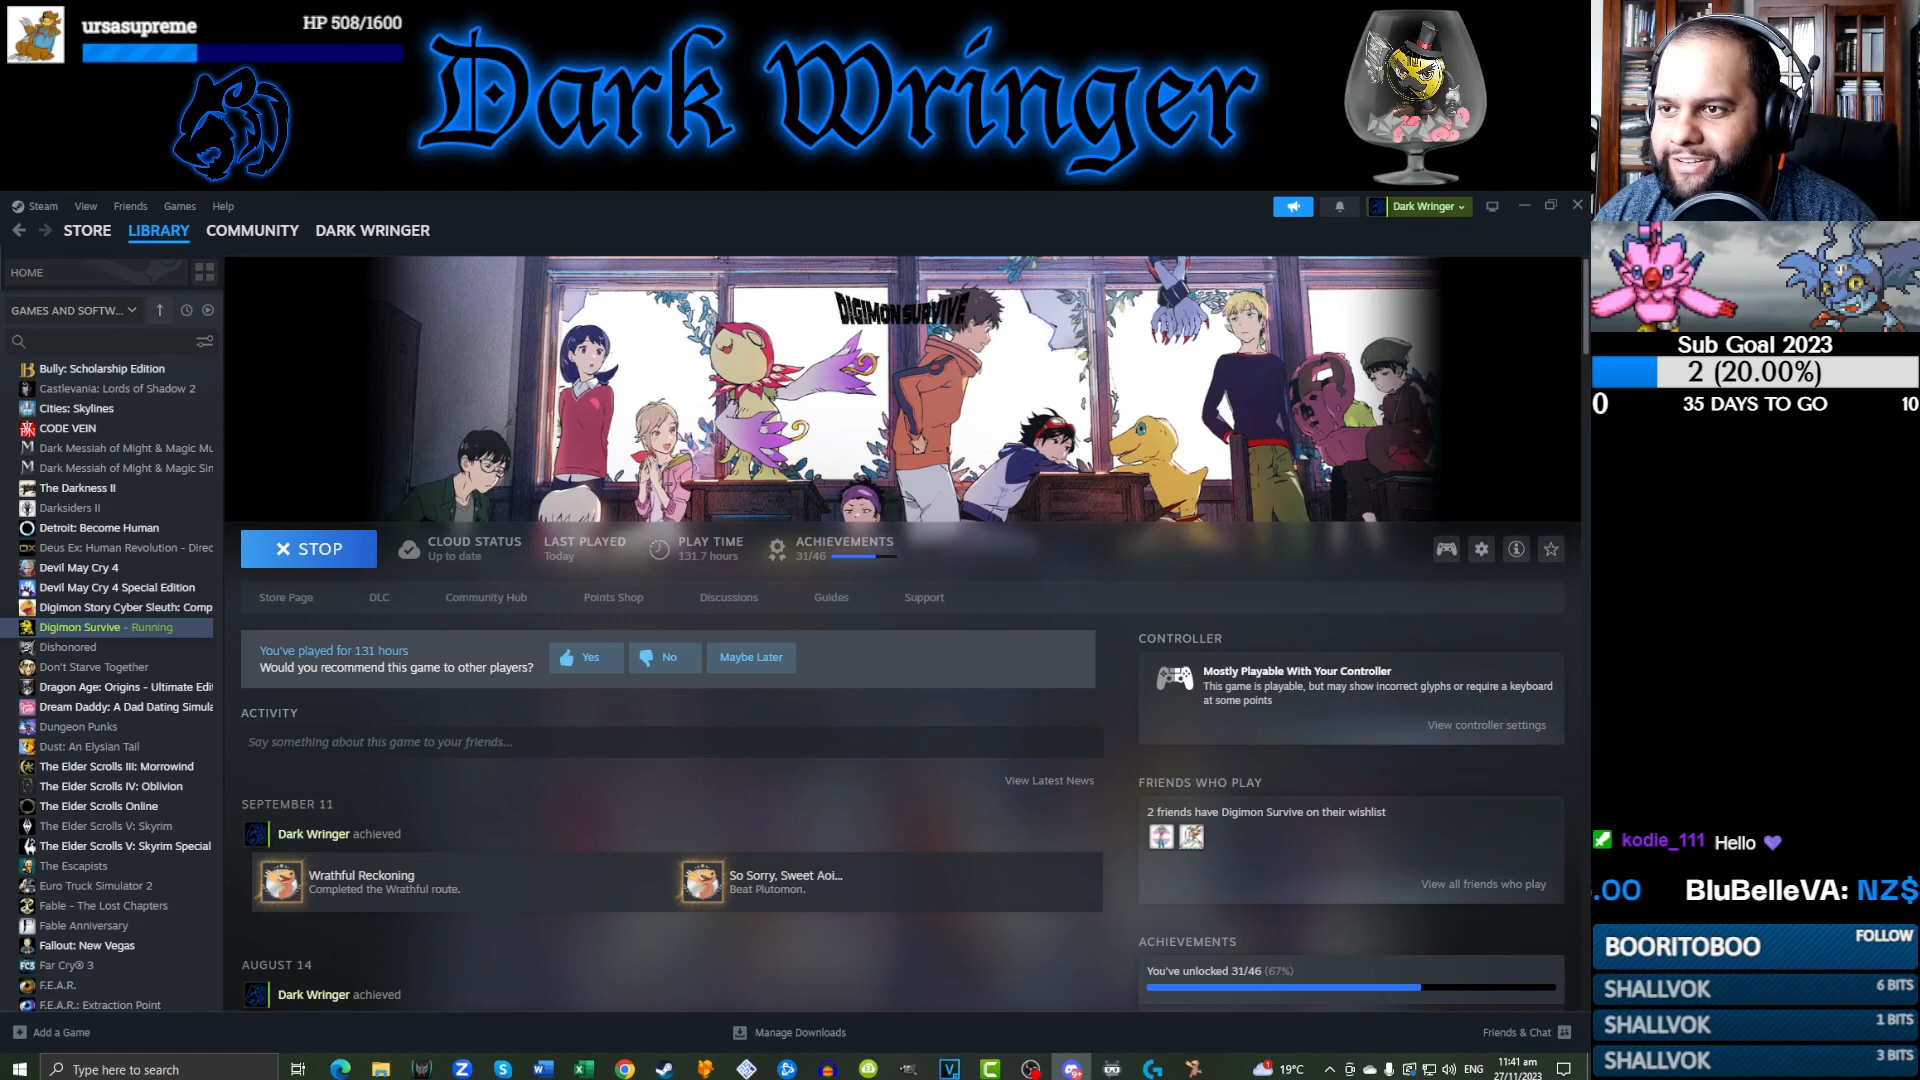 ursasupreme
HP 508/1600
Dark Wringer
Steam View Friends Games Help
Dark Wringer
STORE LIBRARY COMMUNITY DARK WRINGER
HOME
GAMES AND SOFTW...
Bully: Scholarship Edition
Castlevania: Lords of Shadow 2
Cities: Skylines
CODE VEIN
Dark Messiah of Might & Magic Mu
Dark Messiah of Might & Magic Sin
The Darkness II
Darksiders II
Detroit: Become Human
Deus Ex: Human Revolution - Direc
Devil May Cry 4
Devil May Cry 4 Special Edition
Digimon Story Cyber Sleuth: Comp
Digimon Survive - Running
Dishonored
Don't Starve Together
Dragon Age: Origins - Ultimate Edit
Dream Daddy: A Dad Dating Simula
Dungeon Punks
Dust: An Elysian Tail
The Elder Scrolls III: Morrowind
The Elder Scrolls IV: Oblivion
The Elder Scrolls Online
The Elder Scrolls V: Skyrim
The Elder Scrolls V: Skyrim Special
The Escapists
Euro Truck Simulator 2
Fable - The Lost Chapters
Fable Anniversary
Fallout: New Vegas
Far Cry® 3
F.E.A.R.
F.E.A.R.: Extraction Point
DIGIMON SURVIVE
STOP
CLOUD STATUS
Up to date
LAST PLAYED
Today
PLAY TIME
131.7 hours
ACHIEVEMENTS
31/46
Store Page DLC Community Hub Points Shop Discussions Guides Support
You've played for 131 hours
Would you recommend this game to other players?
Yes No Maybe Later
ACTIVITY
Say something about this game to your friends...
View Latest News
SEPTEMBER 11
Dark Wringer achieved
Wrathful Reckoning
Completed the Wrathful route.
So Sorry, Sweet Aoi...
Beat Plutomon.
AUGUST 14
Dark Wringer achieved
CONTROLLER
Mostly Playable With Your Controller
This game is playable, but may show incorrect glyphs or require a keyboard
at some points
View controller settings
FRIENDS WHO PLAY
2 friends have Digimon Survive on their wishlist
View all friends who play
ACHIEVEMENTS
You've unlocked 31/46 (67%)
Add a Game
Manage Downloads
Friends & Chat
Sub Goal 2023
2 (20.00%)
0 35 DAYS TO GO 10
kodie_111 Hello
.00 BluBelleVA: NZ$
BOORITOBOO FOLLOW
SHALLVOK 6 BITS
SHALLVOK 1 BITS
SHALLVOK 3 BITS
Type here to search
19°C
ENG
11:41 am
27/11/2023